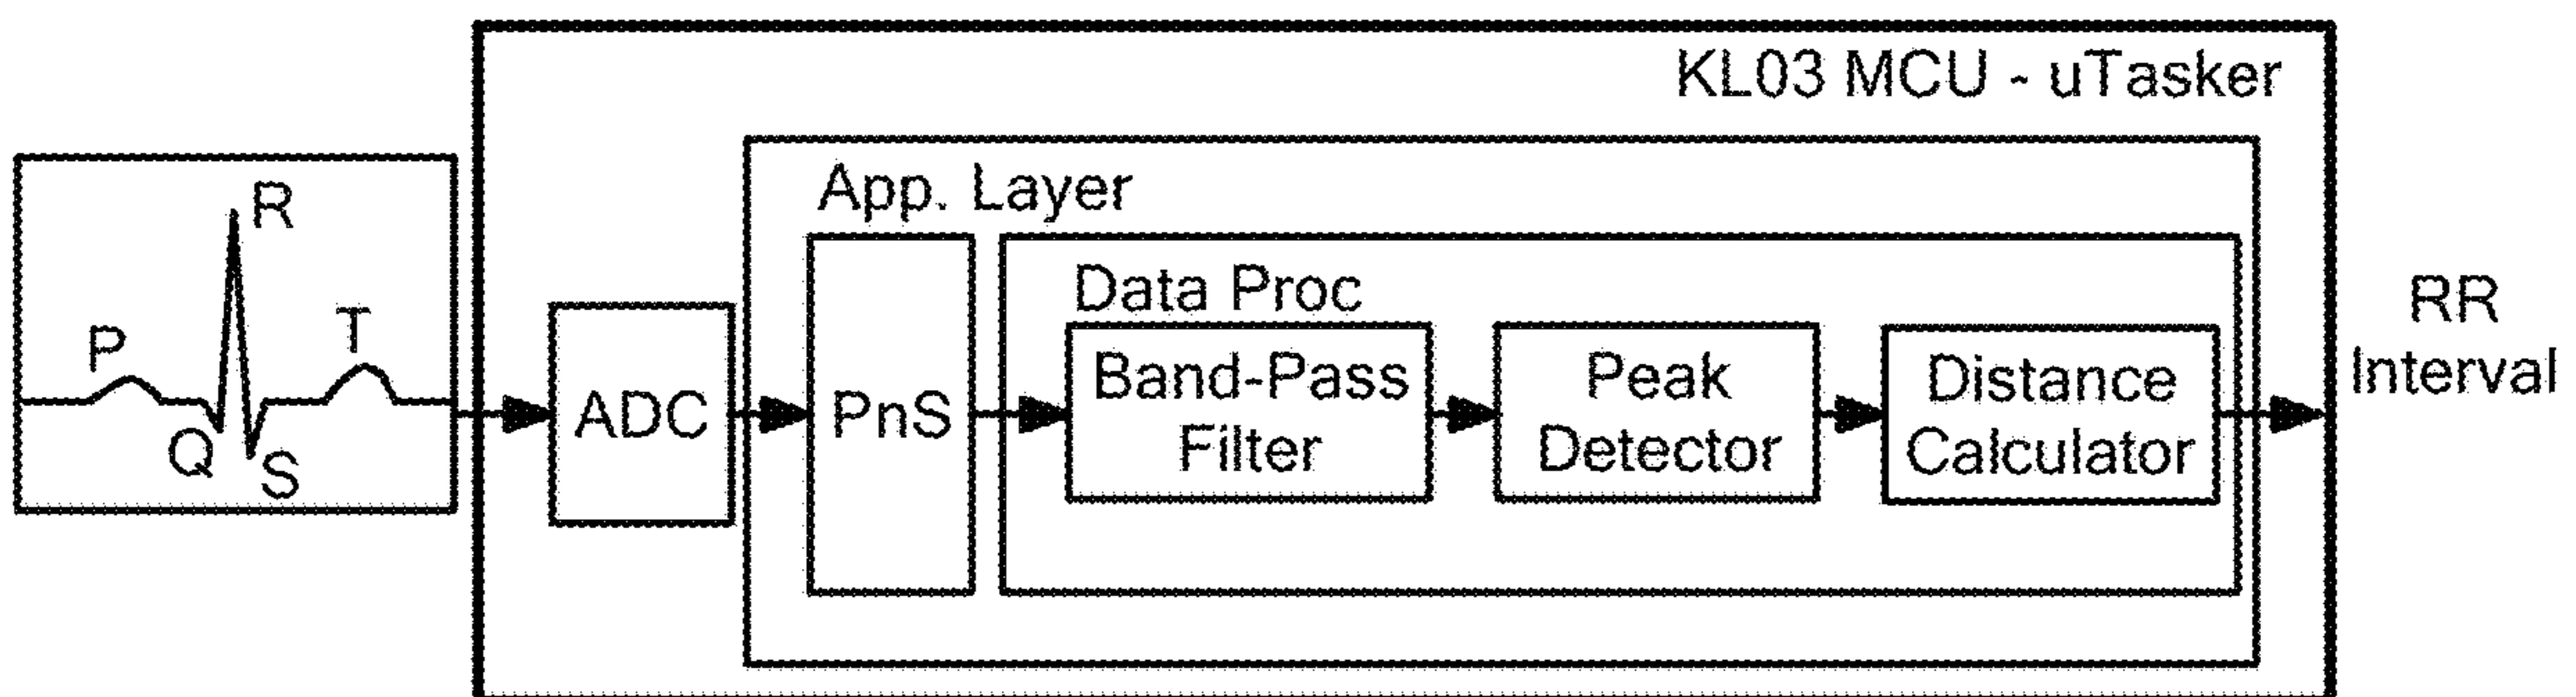 KL03 MCU - uTasker
App. Layer
Data Proc
P
Q
R
S
T
ADC
PnS
Band-Pass
Filter
Peak
Detector
Distance
Calculator
RR
Interval